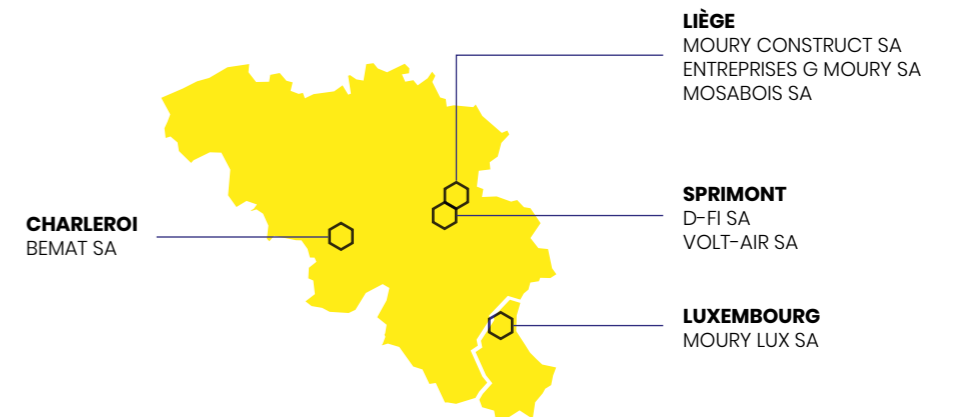 LIÈGE
MOURY CONSTRUCT SA
ENTREPRISES G MOURY SA
MOSABOIS SA
SPRIMONT
D-FI SA
VOLT-AIR SA
CHARLEROI
BEMAT SA
LUXEMBOURG
MOURY LUX SA